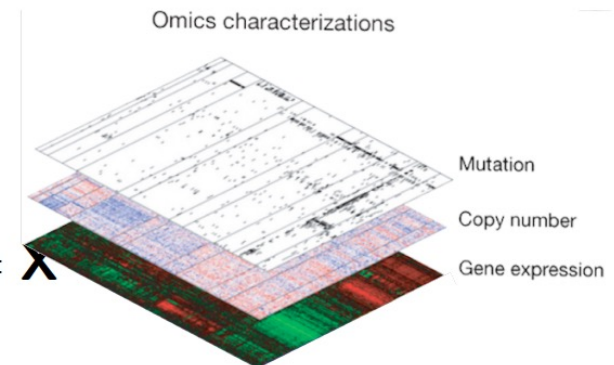 Omics characterizations
Mutation
Copy number
X
Gene expression